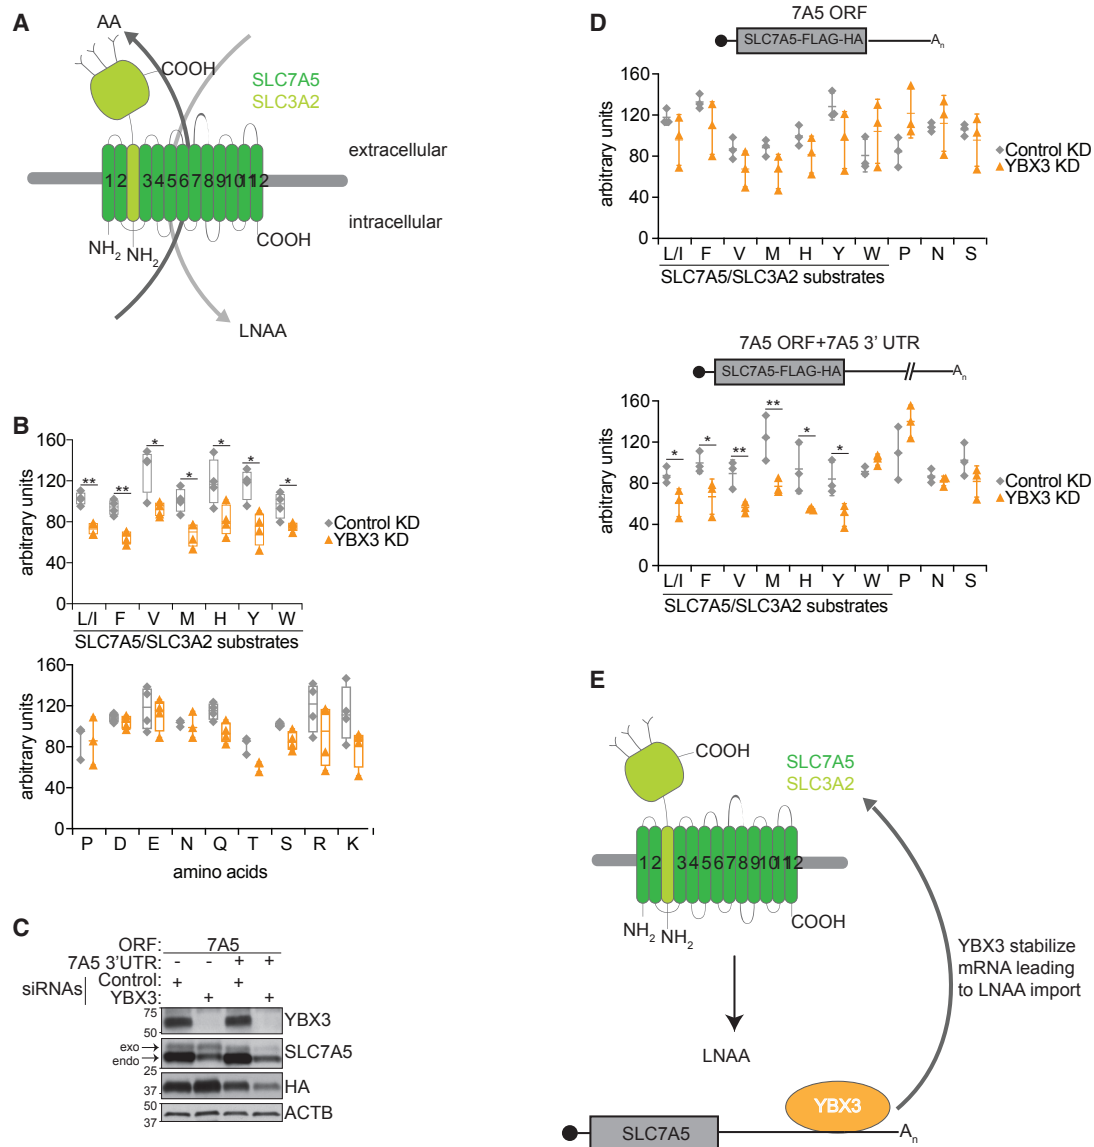 A
AA
COOH
SLC7A5
SLC3A2
extracellular
1 2 3 4 5 6 7 8 9 10 11 12
intracellular
NH2 NH2
COOH
LNAA
B
160
120
arbitrary units
80
40
0
* * * ** ** * *
Control KD
YBX3 KD
L/I F V M H Y W
SLC7A5/SLC3A2 substrates
160
120
arbitrary units
80
40
0
P D E N Q T S R K
amino acids
C
ORF: 7A5
7A5 3'UTR: - - + +
siRNAs
Control: + +
YBX3: + +
75
50
YBX3
exo
endo
SLC7A5
25
37
HA
50
37
ACTB
D
7A5 ORF
SLC7A5-FLAG-HA
An
160
120
arbitrary units
80
40
0
Control KD
YBX3 KD
L/I F V M H Y W P N S
SLC7A5/SLC3A2 substrates
7A5 ORF+7A5 3' UTR
SLC7A5-FLAG-HA
An
160
120
arbitrary units
80
40
0
* * ** ** * *
Control KD
YBX3 KD
L/I F V M H Y W P N S
SLC7A5/SLC3A2 substrates
E
COOH
SLC7A5
SLC3A2
1 2 3 4 5 6 7 8 9 10 11 12
NH2 NH2
COOH
YBX3 stabilize
mRNA leading
to LNAA import
LNAA
YBX3
SLC7A5
An